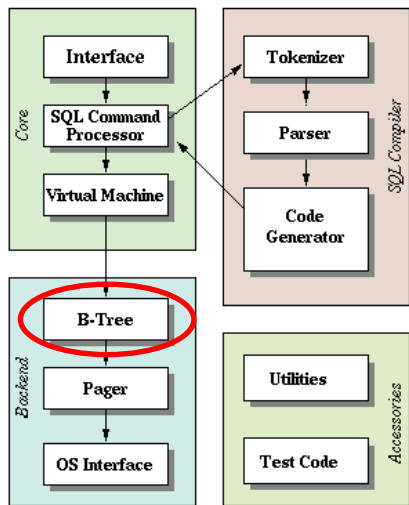 Core
Interface
SQL Command
Processor
Virtual Machine
SQL Compiler
Tokenizer
Parser
Code
Generator
Backend
B-Tree
Pager
OS Interface
Accessories
Utilities
Test Code